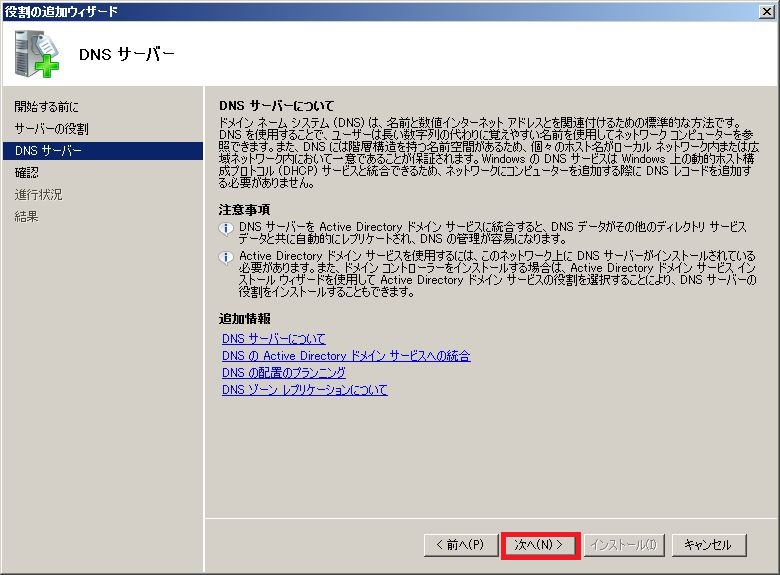 役割の追加ウィザード
DNS サーバー
開始する前に
サーバーの役割
DNS サーバー
確認
進行状況
結果
DNS サーバーについて
ドメイン ネーム システム (DNS) は、名前と数値インターネット アドレスとを関連付けるための標準的な方法です。
DNS を使用することで、ユーザーは長い数字列の代わりに覚えやすい名前を使用してネットワーク コンピューターを参
照できます。また、DNS には階層構造を持つ名前空間があるため、個々のホスト名がローカル ネットワーク内または広
域ネットワーク内において一意であることが保証されます。Windows の DNS サービスは Windows 上の動的ホスト構
成プロトコル (DHCP) サービスと統合できるため、ネットワークにコンピューターを追加する際に DNS レコードを追加す
る必要がありません。
注意事項
DNS サーバーを Active Directory ドメイン サービスに統合すると、DNS データがその他のディレクトリ サービス
データと共に自動的にレプリケートされ、DNS の管理が容易になります。
Active Directory ドメイン サービスを使用するには、このネットワーク上に DNS サーバーがインストールされている
必要があります。また、ドメイン コントローラーをインストールする場合は、Active Directory ドメイン サービス イン
ストール ウィザードを使用して Active Directory ドメイン サービスの役割を選択することにより、DNS サーバーの
役割をインストールすることもできます。
追加情報
DNS サーバーについて
DNS の Active Directory ドメイン サービスへの統合
DNS の配置のプランニング
DNS ゾーン レプリケーションについて
< 前へ(P)
次へ(N) >
インストール(I)
キャンセル